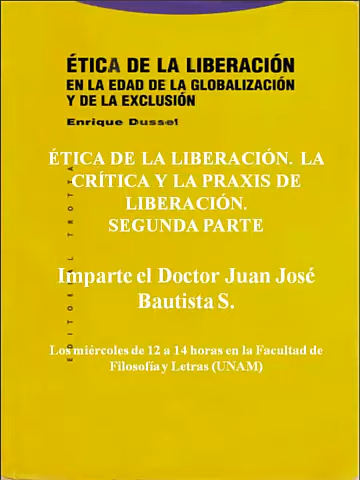 ÉTICA DE LA LIBERACIÓN
EN LA EDAD DE LA GLOBALIZACIÓN
Y DE LA EXCLUSIÓN
Enrique Dussel
ÉTICA DE LA LIBERACIÓN. LA
CRÍTICA Y LA PRAXIS DE
LIBERACIÓN.
SEGUNDA PARTE
Imparte el Doctor Juan José
Bautista S.
Los miércoles de 12 a 14 horas en la Facultad de
Filosofía y Letras (UNAM)
EDITORIAL TROTTA